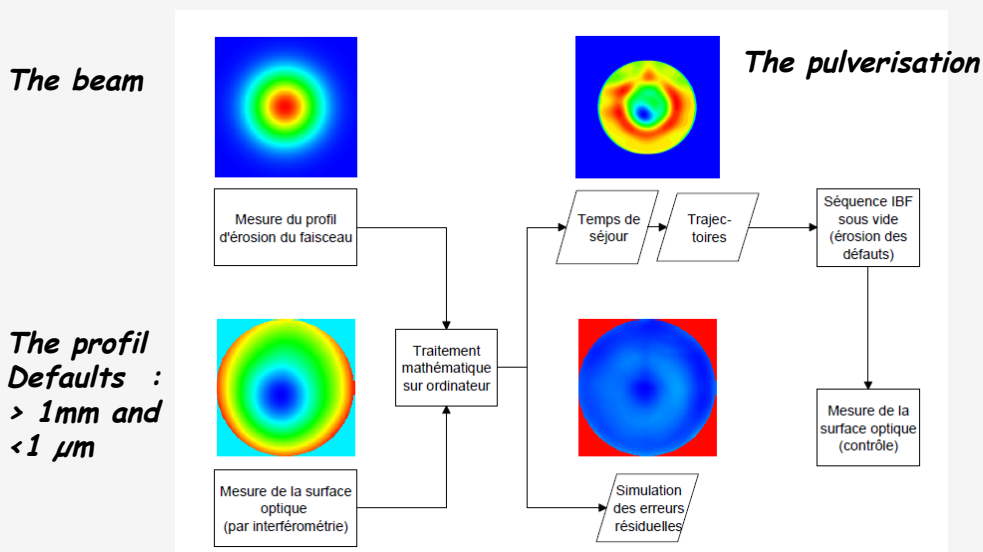 The beam
The pulverisation
Mesure du profil
d'érosion du faisceau
Temps de
séjour
Trajec-
toires
Séquence IBF
sous vide
(érosion des
défauts)
The profil
Defaults :
> 1mm and
<1 µm
Traitement
mathématique
sur ordinateur
Mesure de la
surface optique
(contrôle)
Mesure de la surface
optique
(par interférométrie)
Simulation
des erreurs
résiduelles